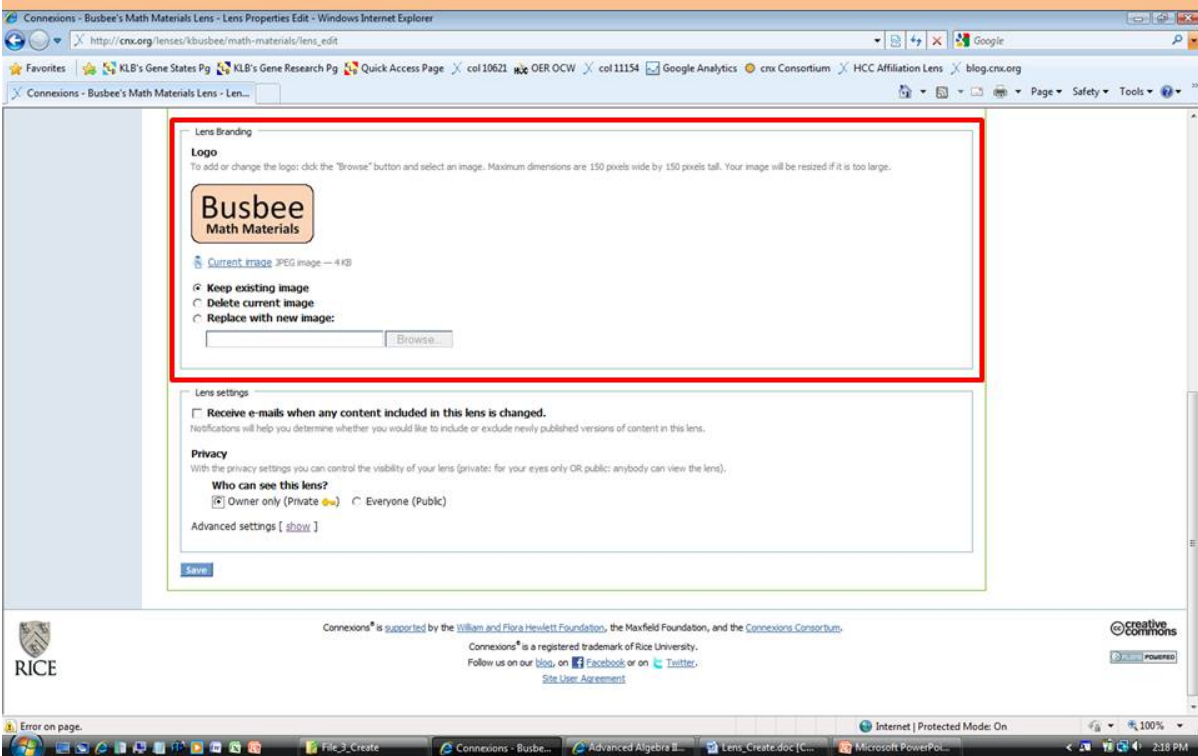 Connexions - Busbee's Math Materials Lens - Lens Properties Edit - Windows Internet Explorer
http://cnx.org/lenses/kbusbee/math-materials/lens_edit
Google
Favorites KLB's Gene States Pg KLB's Gene Research Pg Quick Access Page col10621 OER OCW col11154 Google Analytics cnx Consortium HCC Affiliation Lens blog.cnx.org
Connexions - Busbee's Math Materials Lens - Len...
Page Safety Tools
Lens Branding
Logo
To add or change the logo: click the "Browse" button and select an image. Maximum dimensions are 150 pixels wide by 150 pixels tall. Your image will be resized if it is too large.
Busbee
Math Materials
Current image JPEG image — 4 KB
Keep existing image
Delete current image
Replace with new image:
Browse...
Lens settings
Receive e-mails when any content included in this lens is changed.
Notifications will help you determine whether you would like to include or exclude newly published versions of content in this lens.
Privacy
With the privacy settings you can control the visibility of your lens (private: for your eyes only OR public: anybody can view the lens).
Who can see this lens?
Owner only (Private ) Everyone (Public)
Advanced settings [ show ]
Save
RICE
Connexions® is supported by the William and Flora Hewlett Foundation, the Maxfield Foundation, and the Connexions Consortium.
Connexions® is a registered trademark of Rice University.
Follow us on our blog, on Facebook or on Twitter.
Site User Agreement
cc creative commons
POWERED
Error on page.
Internet | Protected Mode: On
100%
File_3_Create
Connexions - Busbe...
Advanced Algebra II...
Lens_Create.doc [C...
Microsoft PowerPoi...
2:18 PM